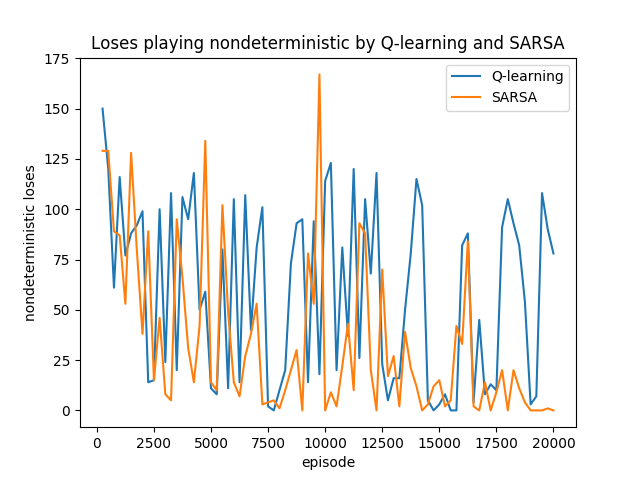 Loses playing nondeterministic by Q-learning and SARSA
Q-learning
SARSA
nondeterministic loses
175
150
125
100
75
50
25
0
0 2500 5000 7500 10000 12500 15000 17500 20000
episode